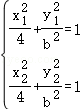 x₁²/4 + y₁²/b² = 1
x₂²/4 + y₂²/b² = 1